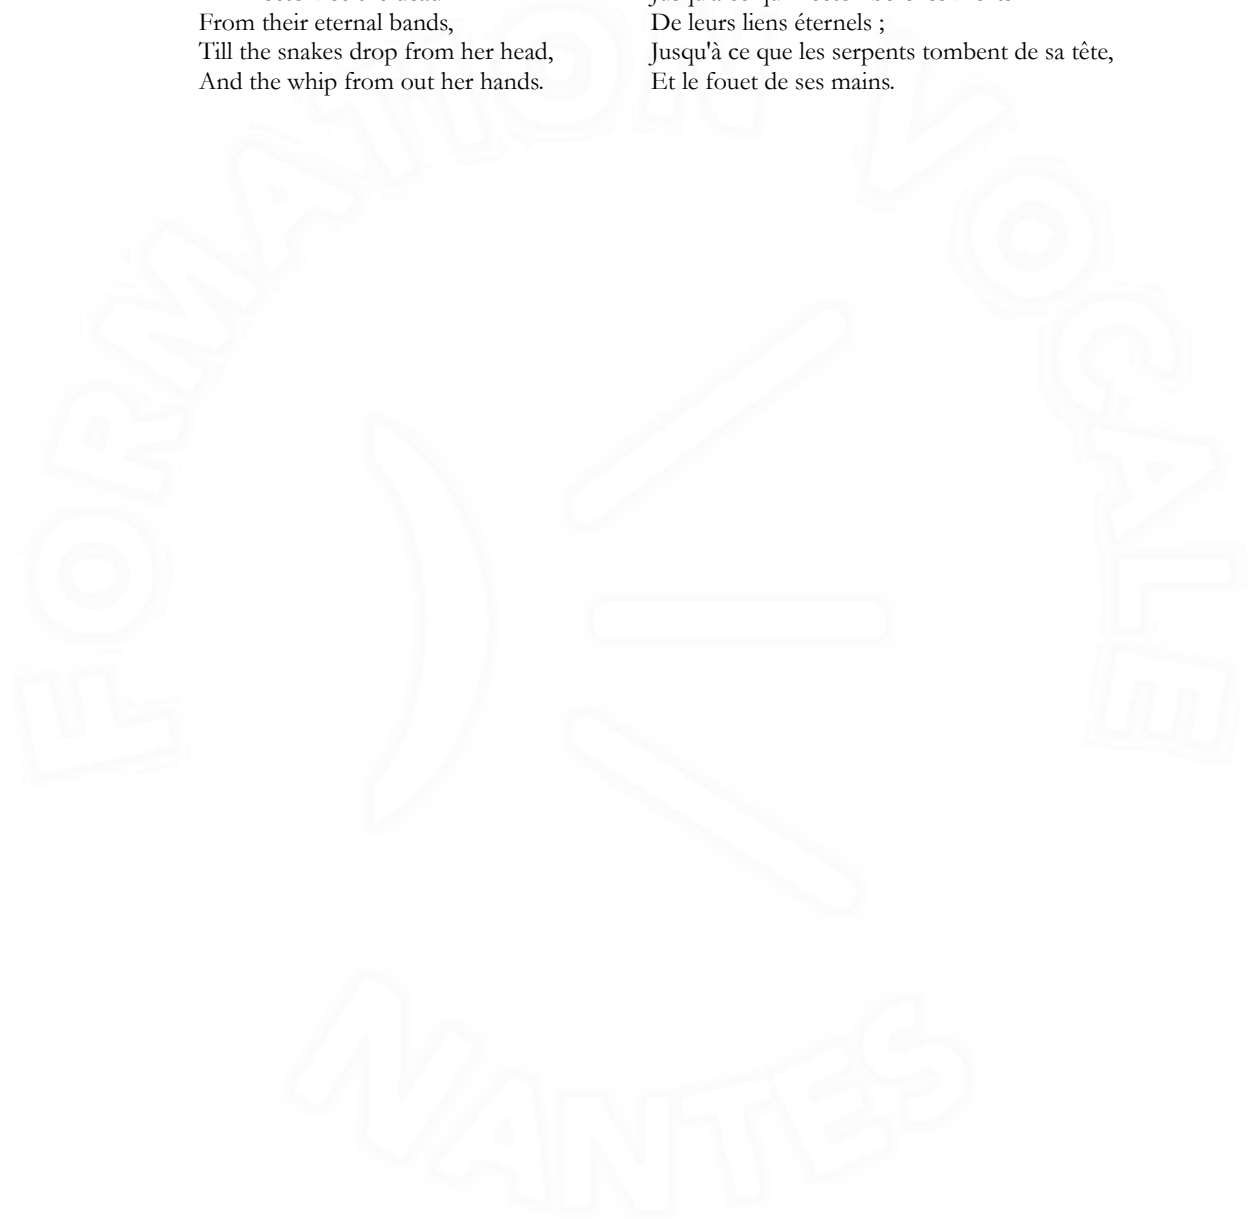 From their eternal bands,
Till the snakes drop from her head,
And the whip from out her hands.
De leurs liens éternels ;
Jusqu'à ce que les serpents tombent de sa tête,
Et le fouet de ses mains.
FORMATION VOCALE
NANTES